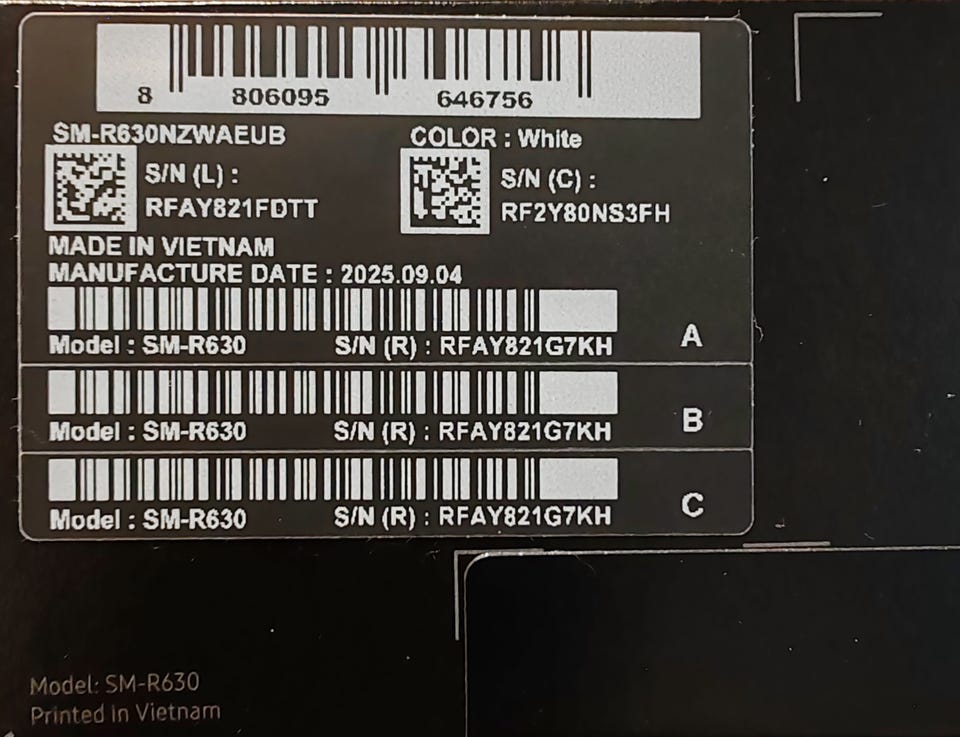 8 806095 646756
SM-R630NZWAEUB COLOR : White
S/N (L) : S/N (C) :
RFAY821FDTT RF2Y80NS3FH
MADE IN VIETNAM
MANUFACTURE DATE : 2025.09.04
Model : SM-R630 S/N (R) : RFAY821G7KH A
Model : SM-R630 S/N (R) : RFAY821G7KH B
Model : SM-R630 S/N (R) : RFAY821G7KH C
Model: SM-R630
Printed in Vietnam